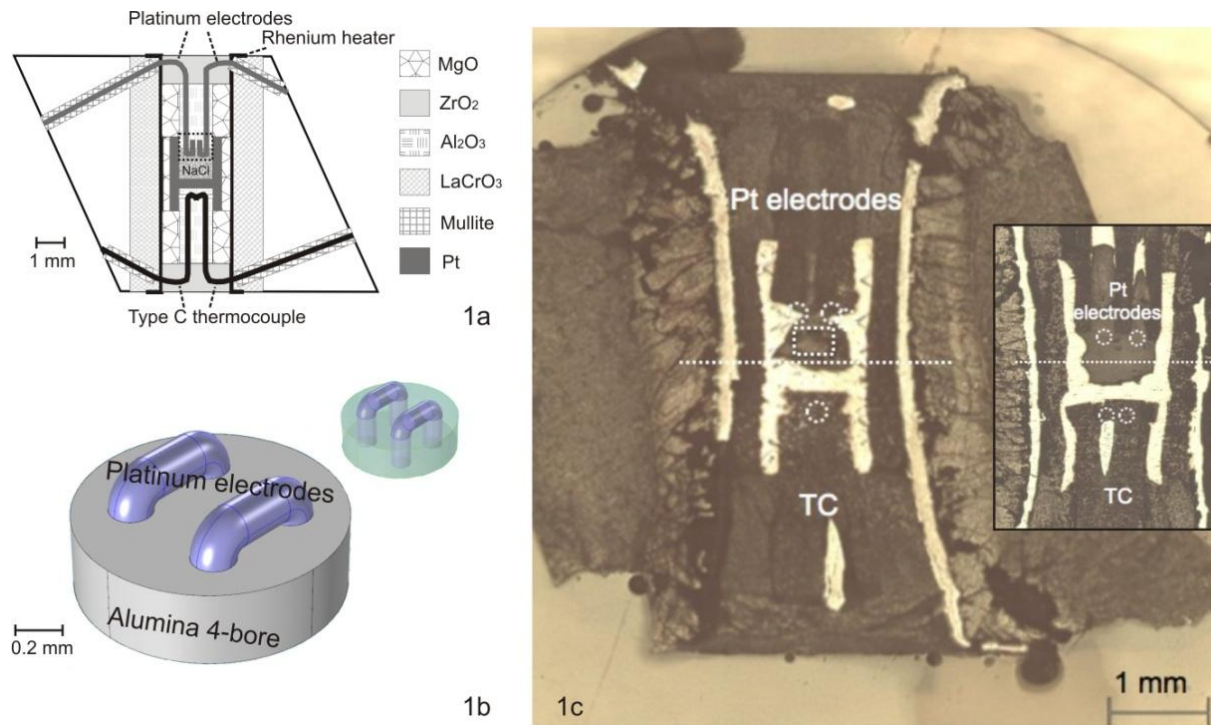 Platinum electrodes
Rhenium heater
MgO
ZrO2
Al2O3
LaCrO3
Mullite
Pt
NaCl
1 mm
Type C thermocouple
1a
Platinum electrodes
Alumina 4-bore
0.2 mm
1b
Pt electrodes
TC
1c
1 mm
Pt
electrodes
TC